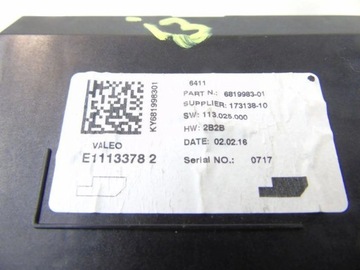 6411
PART N.: 6819983-01
SUPPLIER: 173138-10
SW: 113.025.000
HW: 2B2B
DATE: 02.02.16
Serial NO.: 0717
KY681998301
VALEO
E1113378 2